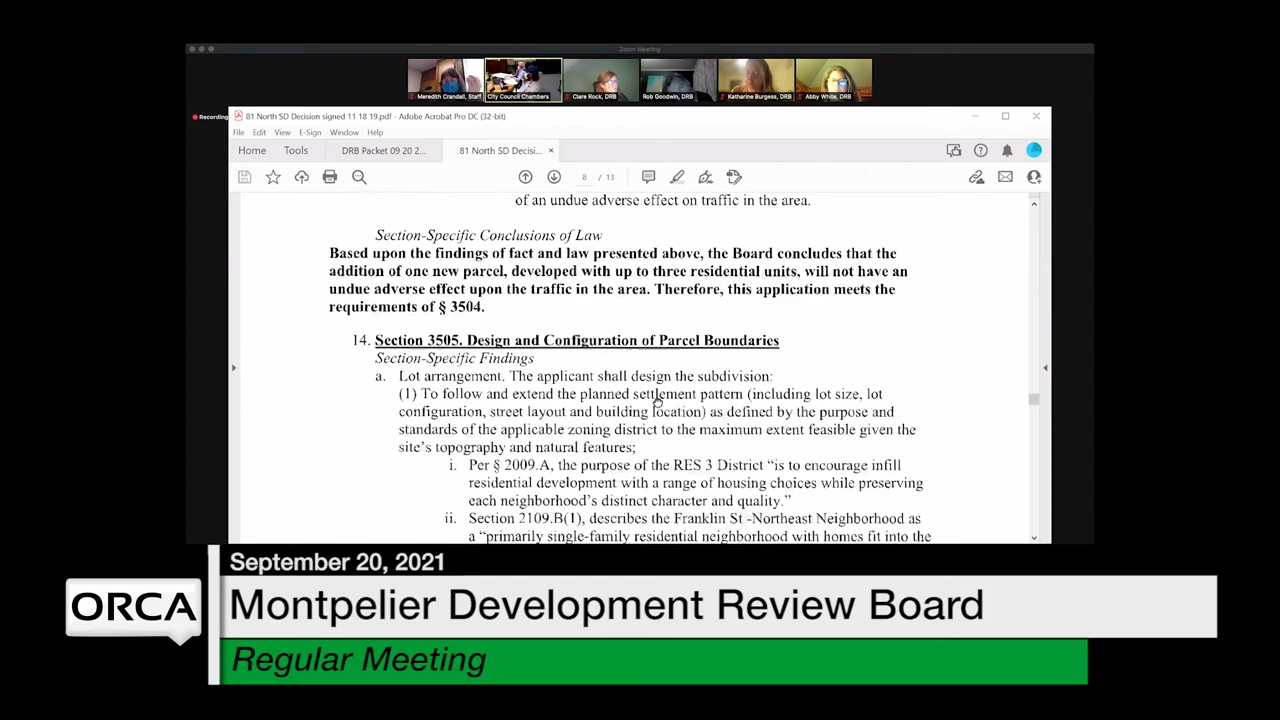 Zoom Meeting
Meredith Crandall, Staff
City Council Chambers
Clare Rock, DRB
Rob Goodwin, DRB
Katharine Burgess, DRB
Abby White, DRB
Recording
81 North SD Decision signed 11 18 19.pdf - Adobe Acrobat Pro DC (32-bit)
File Edit View E-Sign Window Help
Home Tools DRB Packet 09 20 2... 81 North SD Decisi... ×
8 / 13
of an undue adverse effect on traffic in the area.
Section-Specific Conclusions of Law
Based upon the findings of fact and law presented above, the Board concludes that the
addition of one new parcel, developed with up to three residential units, will not have an
undue adverse effect upon the traffic in the area. Therefore, this application meets the
requirements of § 3504.
14. Section 3505. Design and Configuration of Parcel Boundaries
Section-Specific Findings
a. Lot arrangement. The applicant shall design the subdivision:
(1) To follow and extend the planned settlement pattern (including lot size, lot
configuration, street layout and building location) as defined by the purpose and
standards of the applicable zoning district to the maximum extent feasible given the
site's topography and natural features;
i. Per § 2009.A, the purpose of the RES 3 District “is to encourage infill
residential development with a range of housing choices while preserving
each neighborhood's distinct character and quality.”
ii. Section 2109.B(1), describes the Franklin St -Northeast Neighborhood as
a “primarily single-family residential neighborhood with homes fit into the
September 20, 2021
ORCA
Montpelier Development Review Board
Regular Meeting